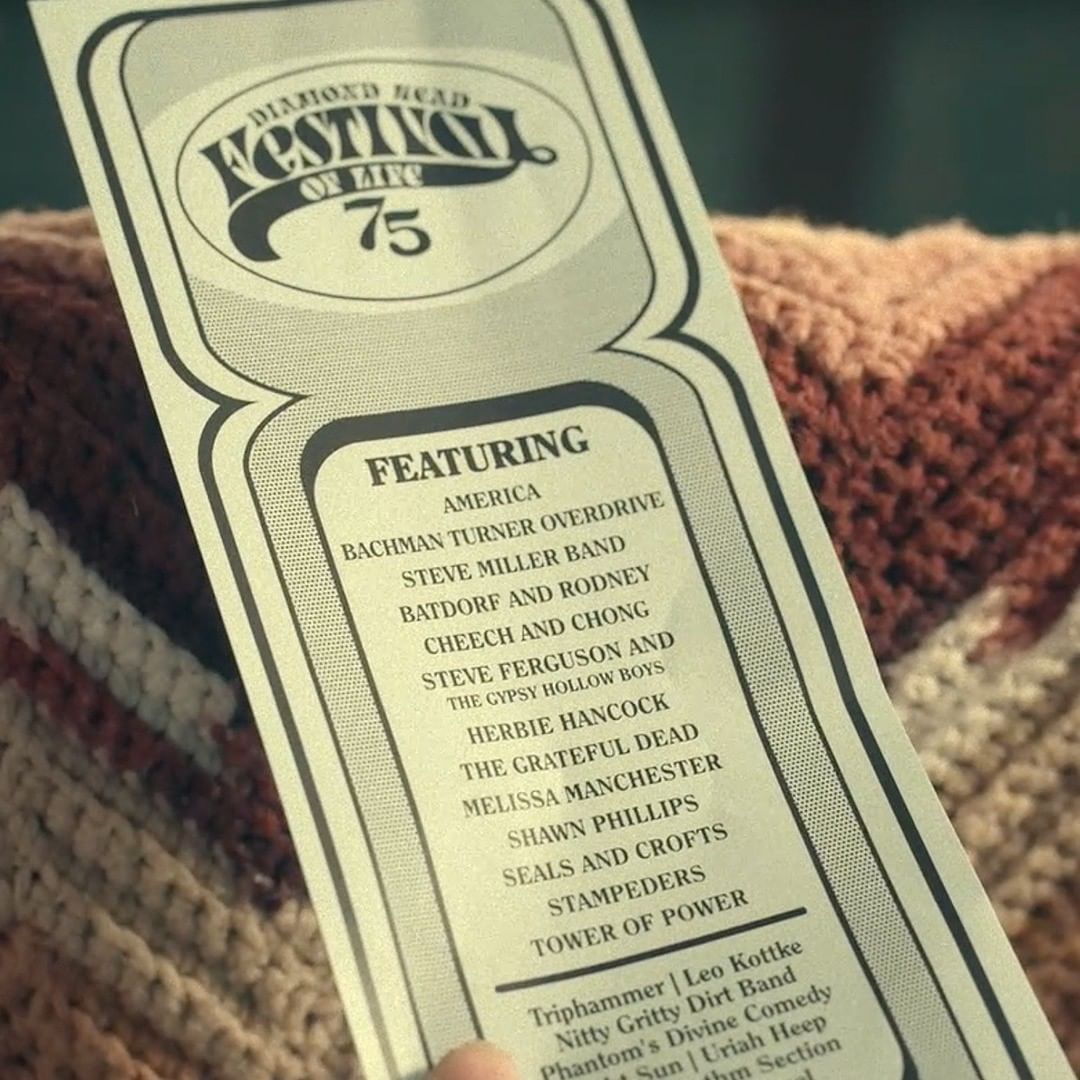 DIAMOND HEAD
FESTIVAL
OF LIFE
75
FEATURING
AMERICA
BACHMAN TURNER OVERDRIVE
STEVE MILLER BAND
BATDORF AND RODNEY
CHEECH AND CHONG
STEVE FERGUSON AND
THE GYPSY HOLLOW BOYS
HERBIE HANCOCK
THE GRATEFUL DEAD
MELISSA MANCHESTER
SHAWN PHILLIPS
SEALS AND CROFTS
STAMPEDERS
TOWER OF POWER
Triphammer | Leo Kottke
Nitty Gritty Dirt Band
Phantom's Divine Comedy
Sun | Uriah Heep
Section